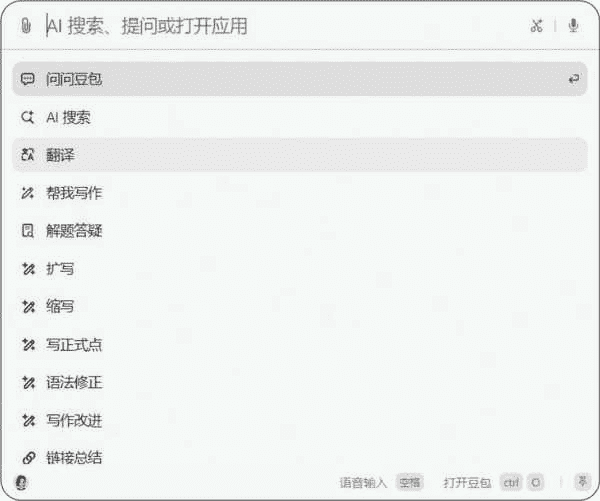 AI 搜索、提问或打开应用
问问豆包
AI 搜索
翻译
帮我写作
解题答疑
扩写
缩写
写正式点
语法修正
写作改进
链接总结
语音输入 空格 打开豆包 ctrl O